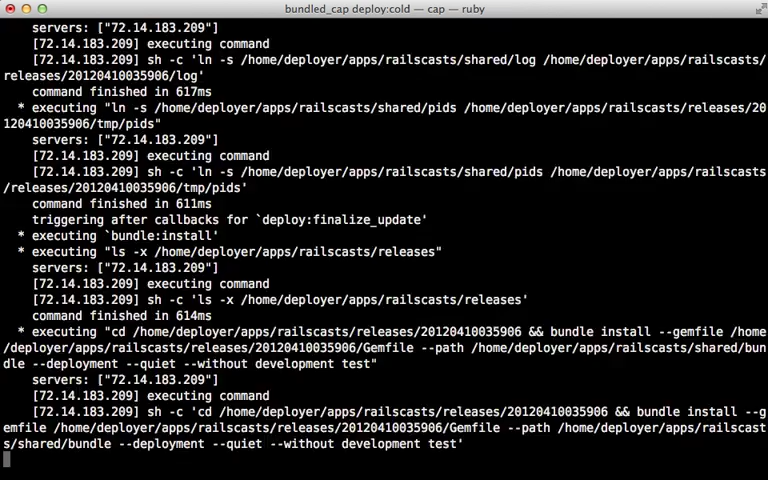 bundled_cap deploy:cold — cap — ruby
servers: ["72.14.183.209"]
[72.14.183.209] executing command
[72.14.183.209] sh -c 'ln -s /home/deployer/apps/railscasts/shared/log /home/deployer/apps/railscasts/
releases/20120410035906/log'
command finished in 617ms
* executing "ln -s /home/deployer/apps/railscasts/shared/pids /home/deployer/apps/railscasts/releases/20
120410035906/tmp/pids"
servers: ["72.14.183.209"]
[72.14.183.209] executing command
[72.14.183.209] sh -c 'ln -s /home/deployer/apps/railscasts/shared/pids /home/deployer/apps/railscasts
/releases/20120410035906/tmp/pids'
command finished in 611ms
triggering after callbacks for `deploy:finalize_update'
* executing `bundle:install'
* executing "ls -x /home/deployer/apps/railscasts/releases"
servers: ["72.14.183.209"]
[72.14.183.209] executing command
[72.14.183.209] sh -c 'ls -x /home/deployer/apps/railscasts/releases'
command finished in 614ms
* executing "cd /home/deployer/apps/railscasts/releases/20120410035906 && bundle install --gemfile /home
/deployer/apps/railscasts/releases/20120410035906/Gemfile --path /home/deployer/apps/railscasts/shared/bun
dle --deployment --quiet --without development test"
servers: ["72.14.183.209"]
[72.14.183.209] executing command
[72.14.183.209] sh -c 'cd /home/deployer/apps/railscasts/releases/20120410035906 && bundle install --g
emfile /home/deployer/apps/railscasts/releases/20120410035906/Gemfile --path /home/deployer/apps/railscast
s/shared/bundle --deployment --quiet --without development test'